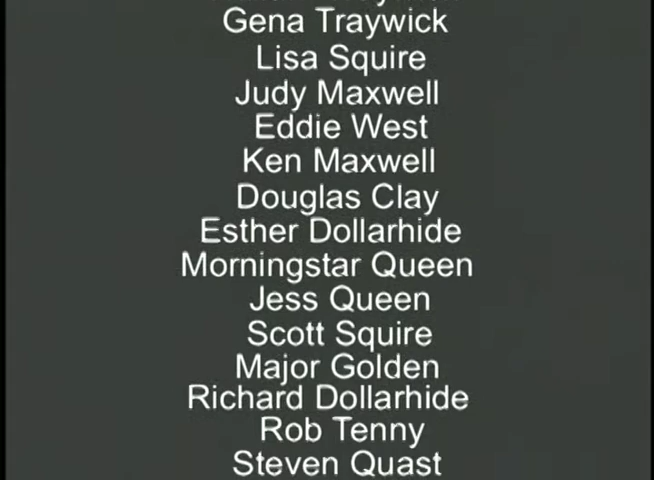 Gena Traywick
Lisa Squire
Judy Maxwell
Eddie West
Ken Maxwell
Douglas Clay
Esther Dollarhide
Morningstar Queen
Jess Queen
Scott Squire
Major Golden
Richard Dollarhide
Rob Tenny
Steven Quast